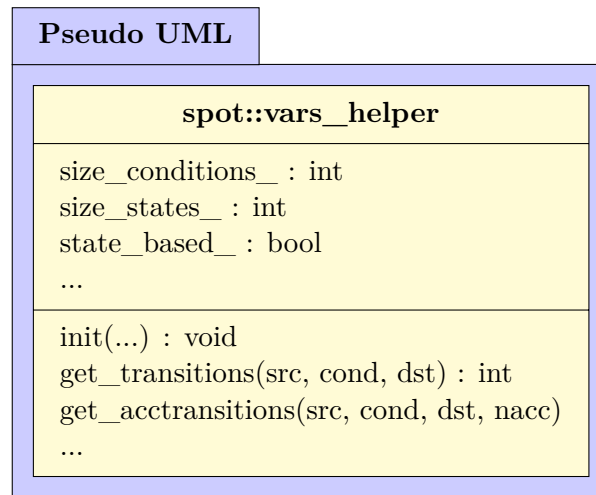 Pseudo UML
spot::vars_helper
size_conditions_ : int
size_states_ : int
state_based_ : bool
...
init(...) : void
get_transitions(src, cond, dst) : int
get_acctransitions(src, cond, dst, nacc)
...